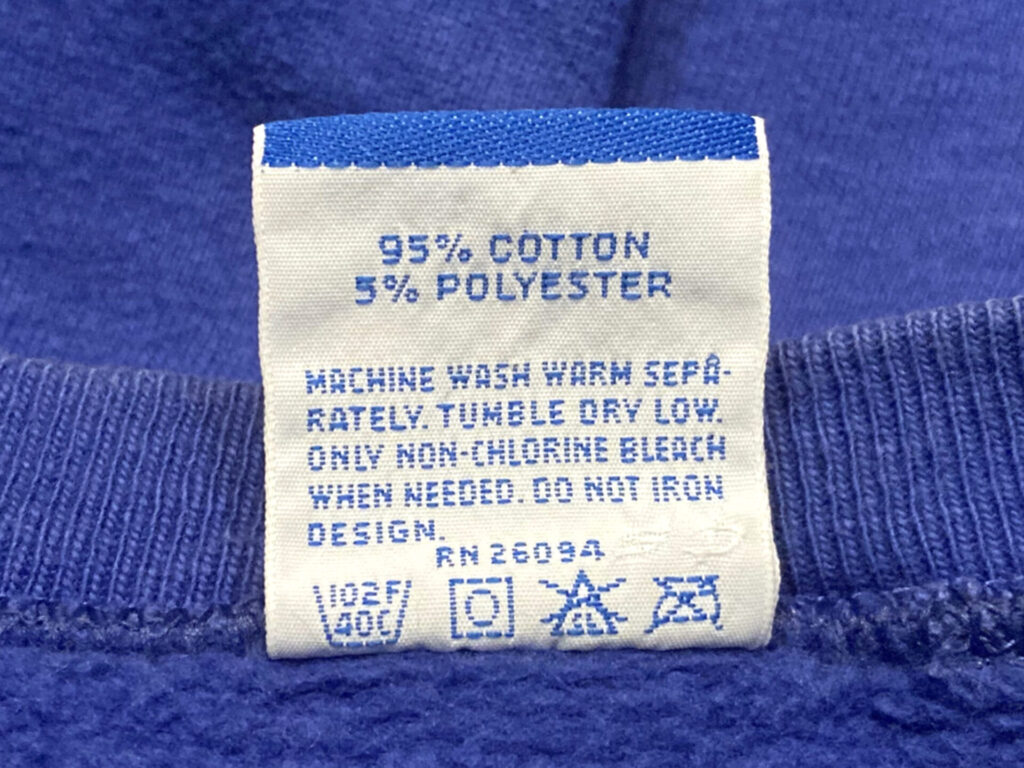 95% COTTON
5% POLYESTER
MACHINE WASH WARM SEPA-
RATELY. TUMBLE DRY LOW.
ONLY NON-CHLORINE BLEACH
WHEN NEEDED. DO NOT IRON
DESIGN.
RN 26094
102F
40C
CL